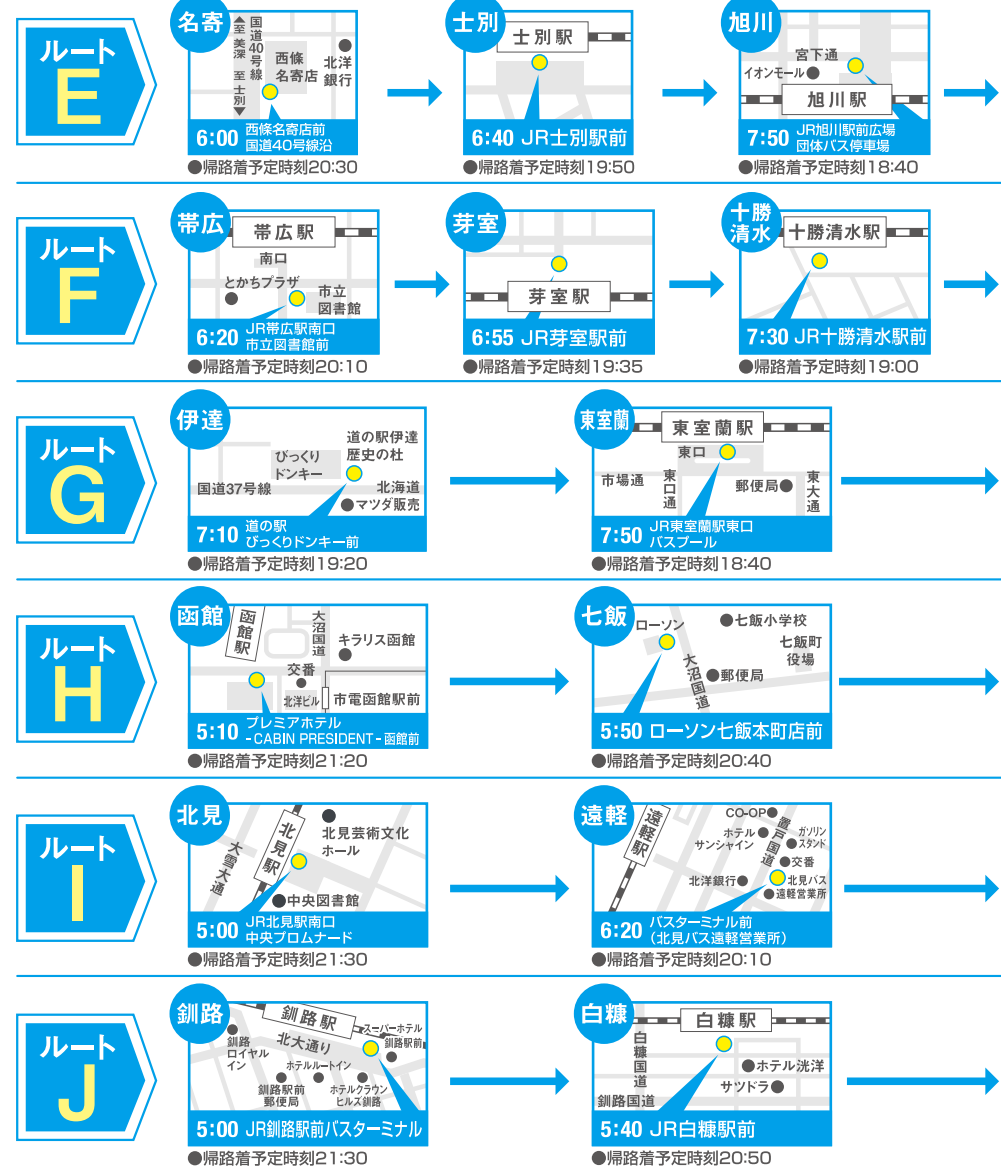 ルート
E
名寄
▲至 美深 至 士別▼
国道40号線
西條
名寄店
北洋
銀行
6:00 西條名寄店前
国道40号線沿
●帰路着予定時刻20:30
士別
士別駅
6:40 JR士別駅前
●帰路着予定時刻19:50
旭川
宮下通
イオンモール●
旭川駅
7:50 JR旭川駅前広場
団体バス停車場
●帰路着予定時刻18:40
ルート
F
帯広
帯広駅
南口
とかちプラザ
市立
図書館
6:20 JR帯広駅南口
市立図書館前
●帰路着予定時刻20:10
芽室
芽室駅
6:55 JR芽室駅前
●帰路着予定時刻19:35
十勝
清水
十勝清水駅
7:30 JR十勝清水駅前
●帰路着予定時刻19:00
ルート
G
伊達
道の駅伊達
歴史の杜
びっくり
ドンキー
国道37号線
北海道
●マツダ販売
7:10 道の駅
びっくりドンキー前
●帰路着予定時刻19:20
東室蘭
東室蘭駅
東口
市場通
東口通
郵便局●
東大通
7:50 JR東室蘭駅東口
バスプール
●帰路着予定時刻18:40
ルート
H
函館
函館駅
大沼国道
キラリス函館
交番
北洋ビル
市電函館駅前
5:10 プレミアホテル
-CABIN PRESIDENT-函館前
●帰路着予定時刻21:20
七飯
ローソン
●七飯小学校
七飯町
役場
大沼国道
●郵便局
5:50 ローソン七飯本町店前
●帰路着予定時刻20:40
ルート
I
北見
北見駅
北見芸術文化
ホール
大雪大通
●中央図書館
5:00 JR北見駅南口
中央プロムナード
●帰路着予定時刻21:30
遠軽
遠軽駅
CO-OP●
置戸国道
ホテル
サンシャイン
ガソリン
スタンド
●交番
北洋銀行●
北見バス
●遠軽営業所
6:20 バスターミナル前
(北見バス遠軽営業所)
●帰路着予定時刻20:10
ルート
J
釧路
釧路駅
スーパーホテル
釧路駅前
北大通り
釧路
ロイヤル
イン
ホテルルートイン
釧路駅前
郵便局
ホテルクラウン
ヒルズ釧路
5:00 JR釧路駅前バスターミナル
●帰路着予定時刻21:30
白糠
白糠駅
白糠国道
●ホテル洸洋
サツドラ●
釧路国道
5:40 JR白糠駅前
●帰路着予定時刻20:50